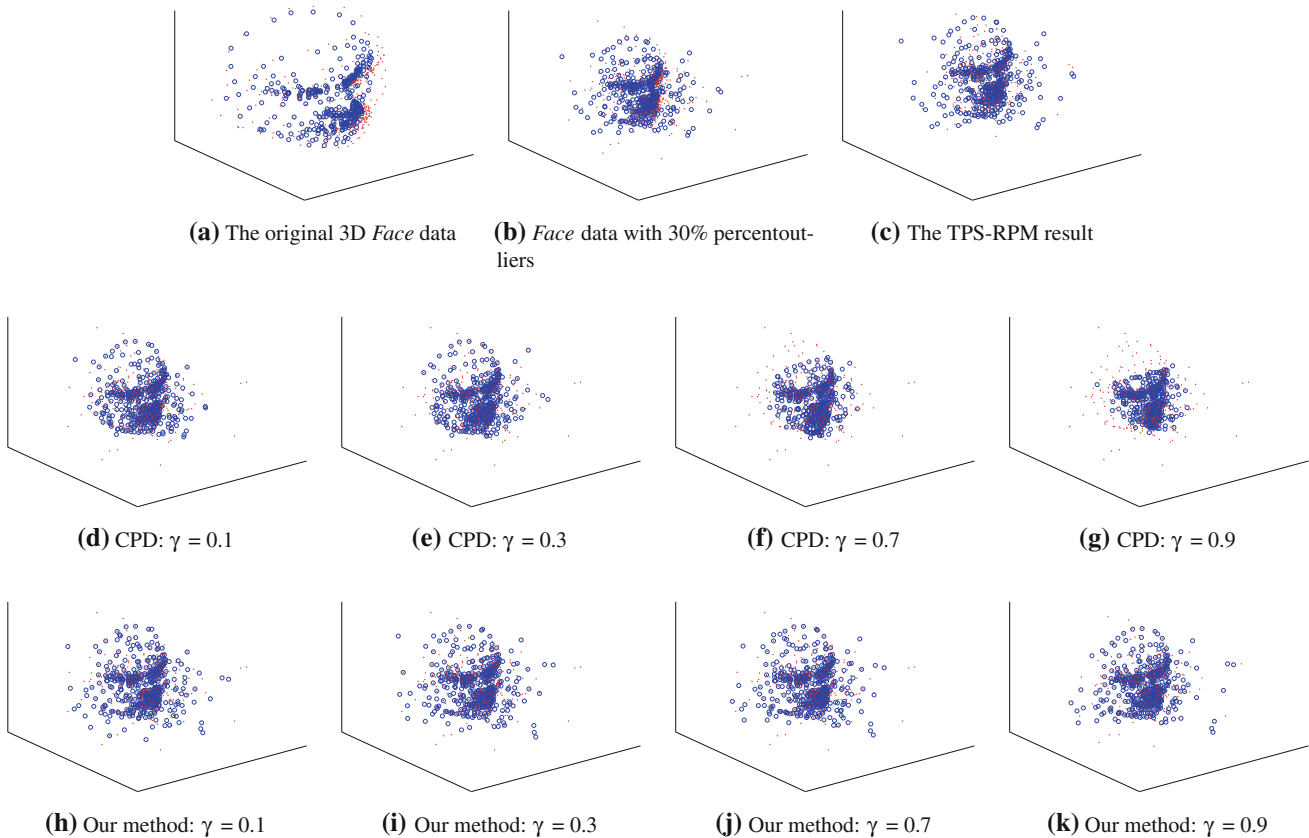 (a) The original 3D Face data
(b) Face data with 30% percentout-
liers
(c) The TPS-RPM result
(d) CPD: γ = 0.1
(e) CPD: γ = 0.3
(f) CPD: γ = 0.7
(g) CPD: γ = 0.9
(h) Our method: γ = 0.1
(i) Our method: γ = 0.3
(j) Our method: γ = 0.7
(k) Our method: γ = 0.9